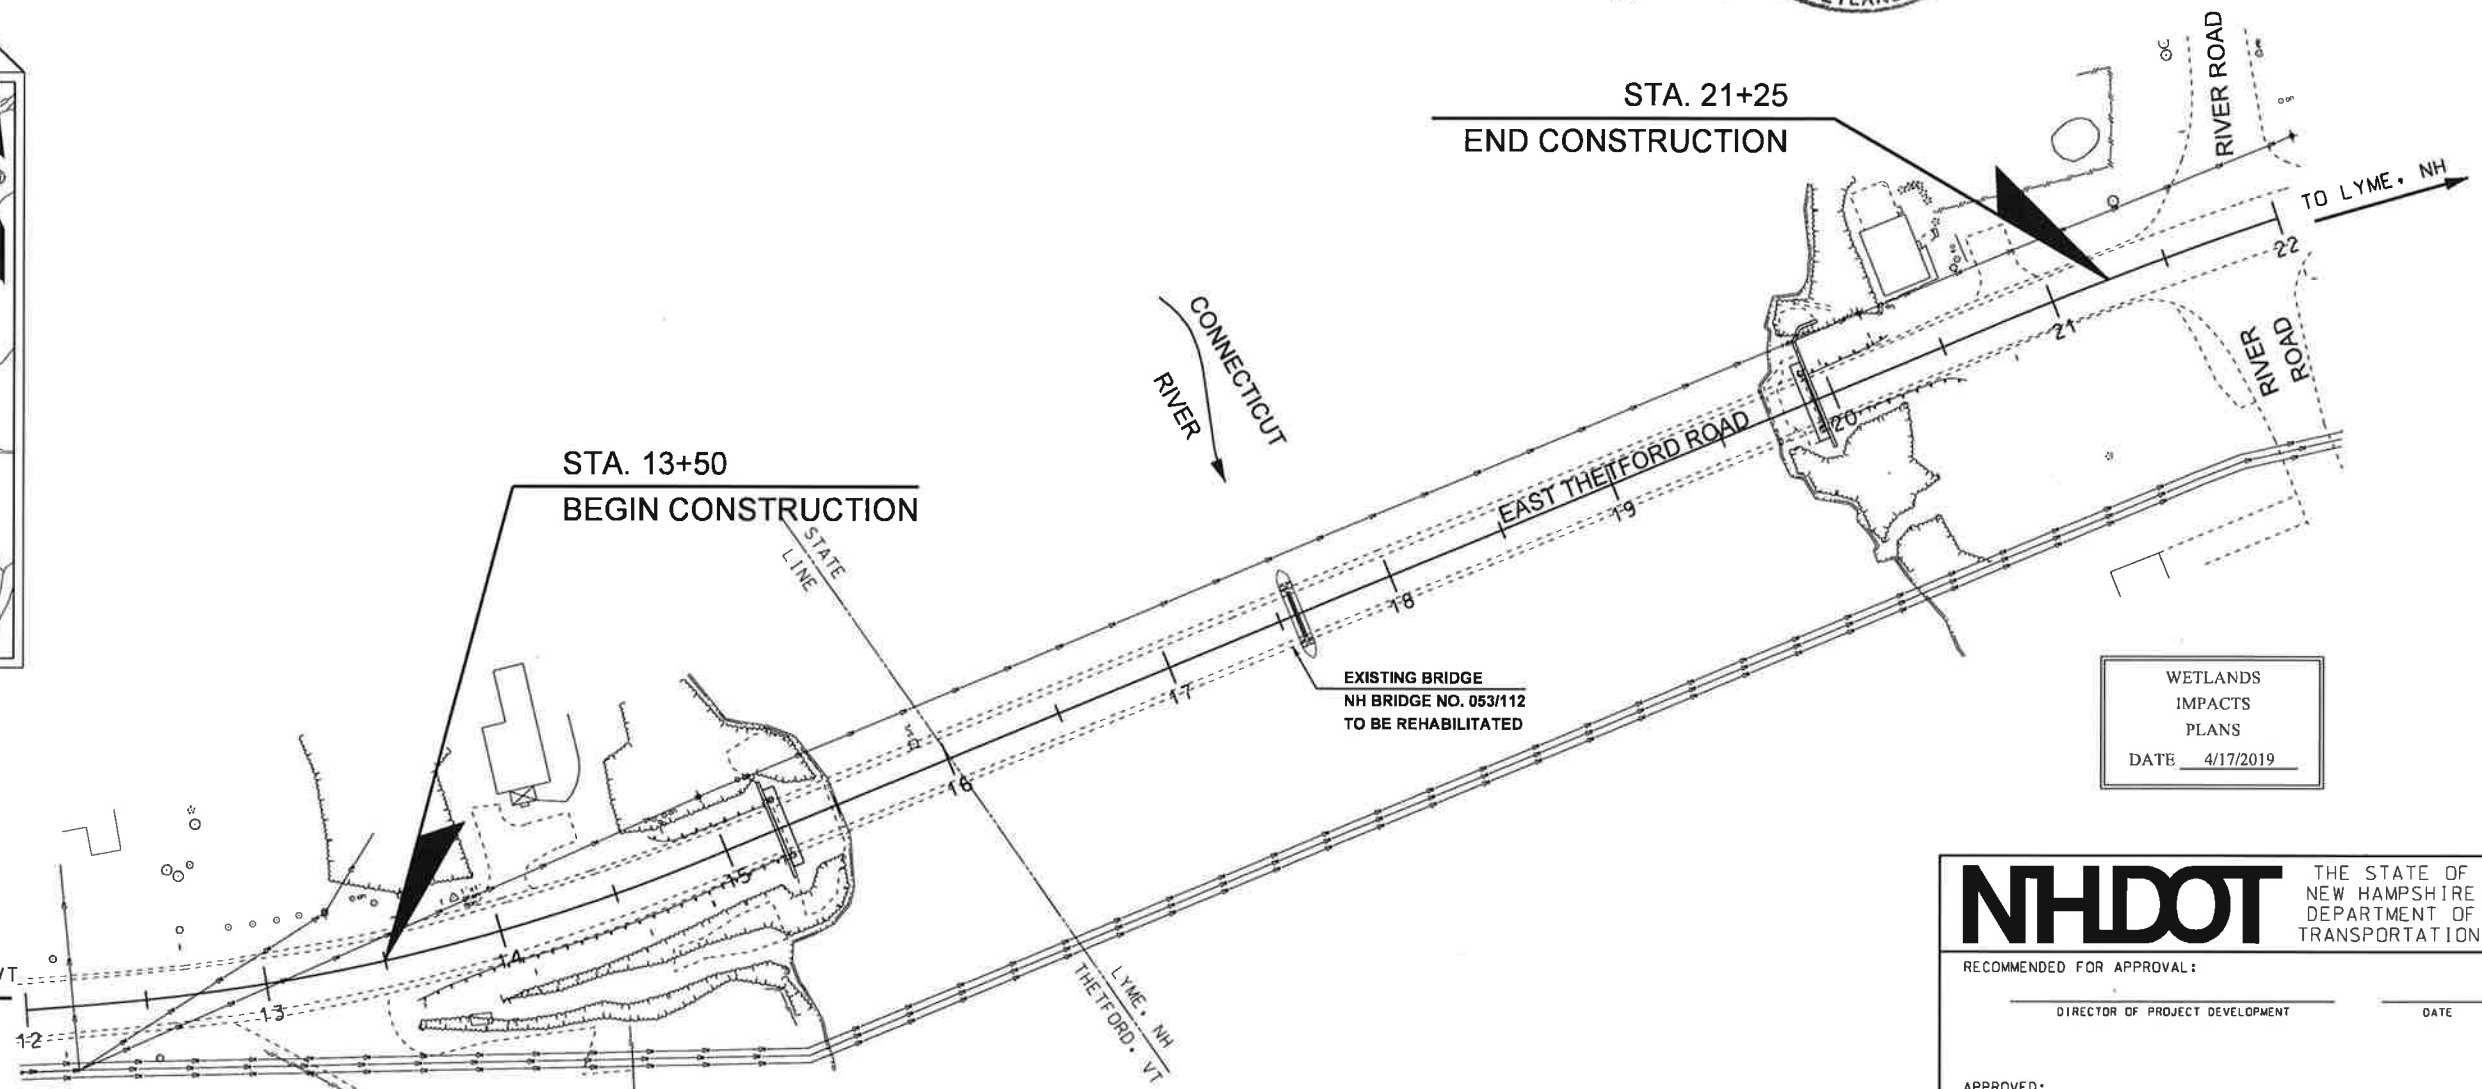 RIVER ROAD
STA. 21+25
END CONSTRUCTION
TO LYME, NH
22
21
20
RIVER
ROAD
CONNECTICUT
RIVER
EAST THETFORD ROAD
19
18
17
16
15
14
13
12
STA. 13+50
BEGIN CONSTRUCTION
STATE
LINE
EXISTING BRIDGE
NH BRIDGE NO. 053/112
TO BE REHABILITATED
LYME, NH
THETFORD, VT
VT
WETLANDS
IMPACTS
PLANS
DATE 4/17/2019
NHDOT
THE STATE OF
NEW HAMPSHIRE
DEPARTMENT OF
TRANSPORTATION
RECOMMENDED FOR APPROVAL:
DIRECTOR OF PROJECT DEVELOPMENT DATE
APPROVED: